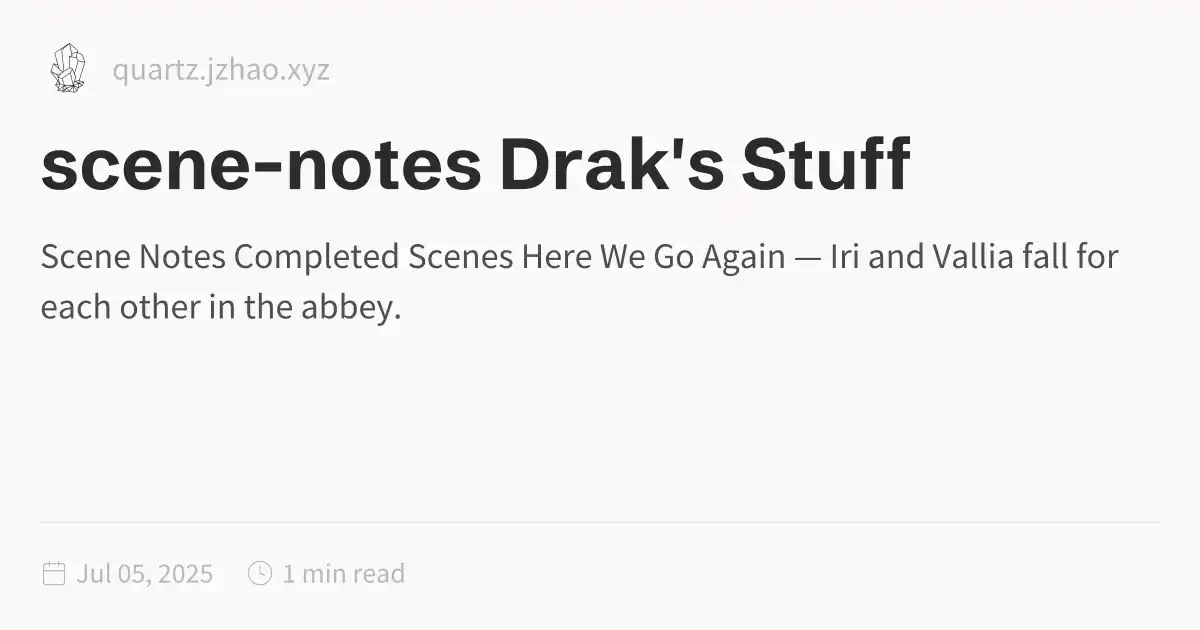 quartz.jzhao.xyz
scene-notes Drak's Stuff
Scene Notes Completed Scenes Here We Go Again — Iri and Vallia fall for
each other in the abbey.
Jul 05, 2025 1 min read